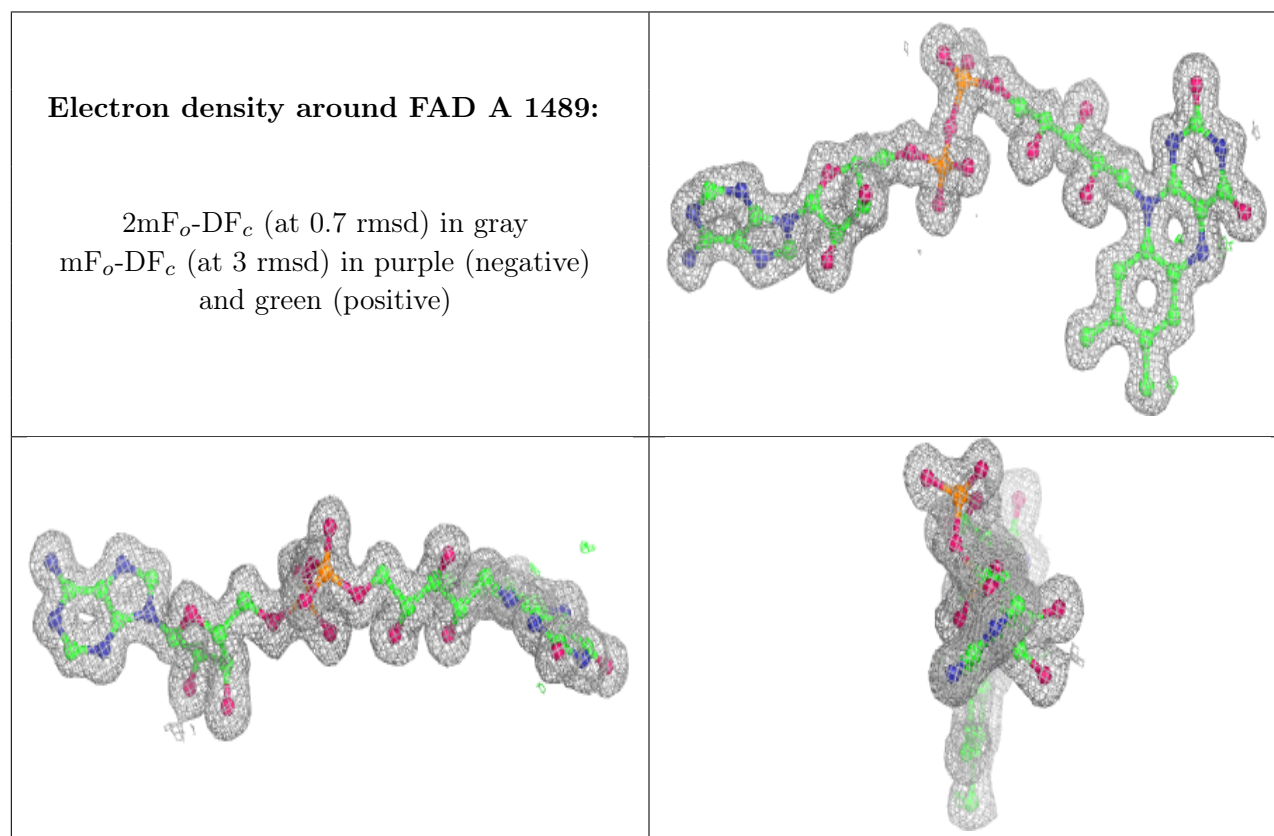 Electron density around FAD A 1489:
2mFo-DFc (at 0.7 rmsd) in gray
mFo-DFc (at 3 rmsd) in purple (negative)
and green (positive)